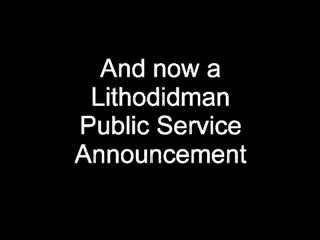 And now a
Lithodidman
Public Service
Announcement